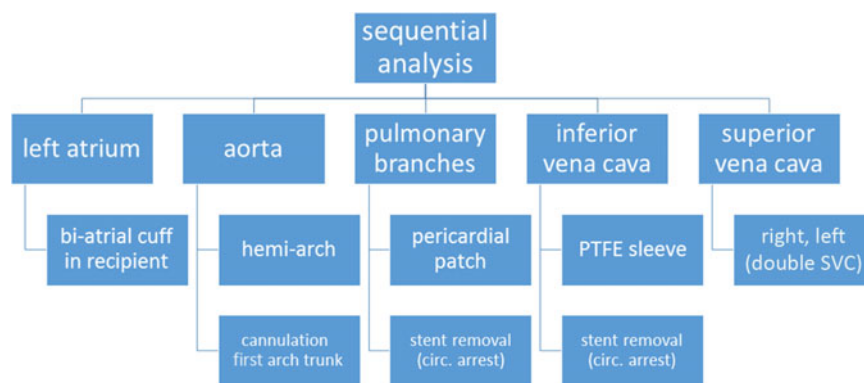 sequential
analysis
left atrium
aorta
pulmonary
branches
inferior
vena cava
superior
vena cava
bi-atrial cuff
in recipient
hemi-arch
pericardial
patch
PTFE sleeve
right, left
(double SVC)
cannulation
first arch trunk
stent removal
(circ. arrest)
stent removal
(circ. arrest)